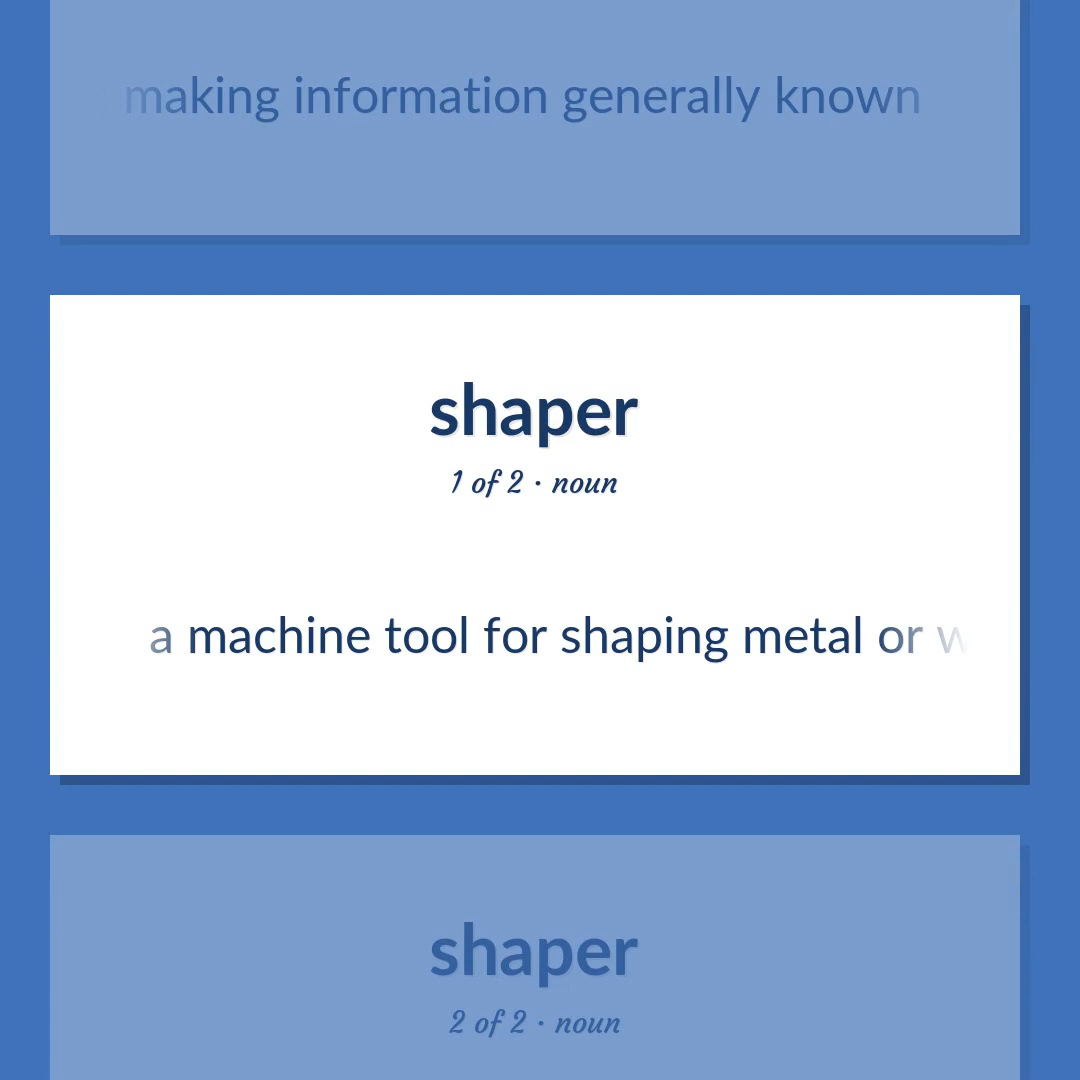 making information generally known
shaper
1 of 2 · noun
a machine tool for shaping metal or
shaper
2 of 2 · noun